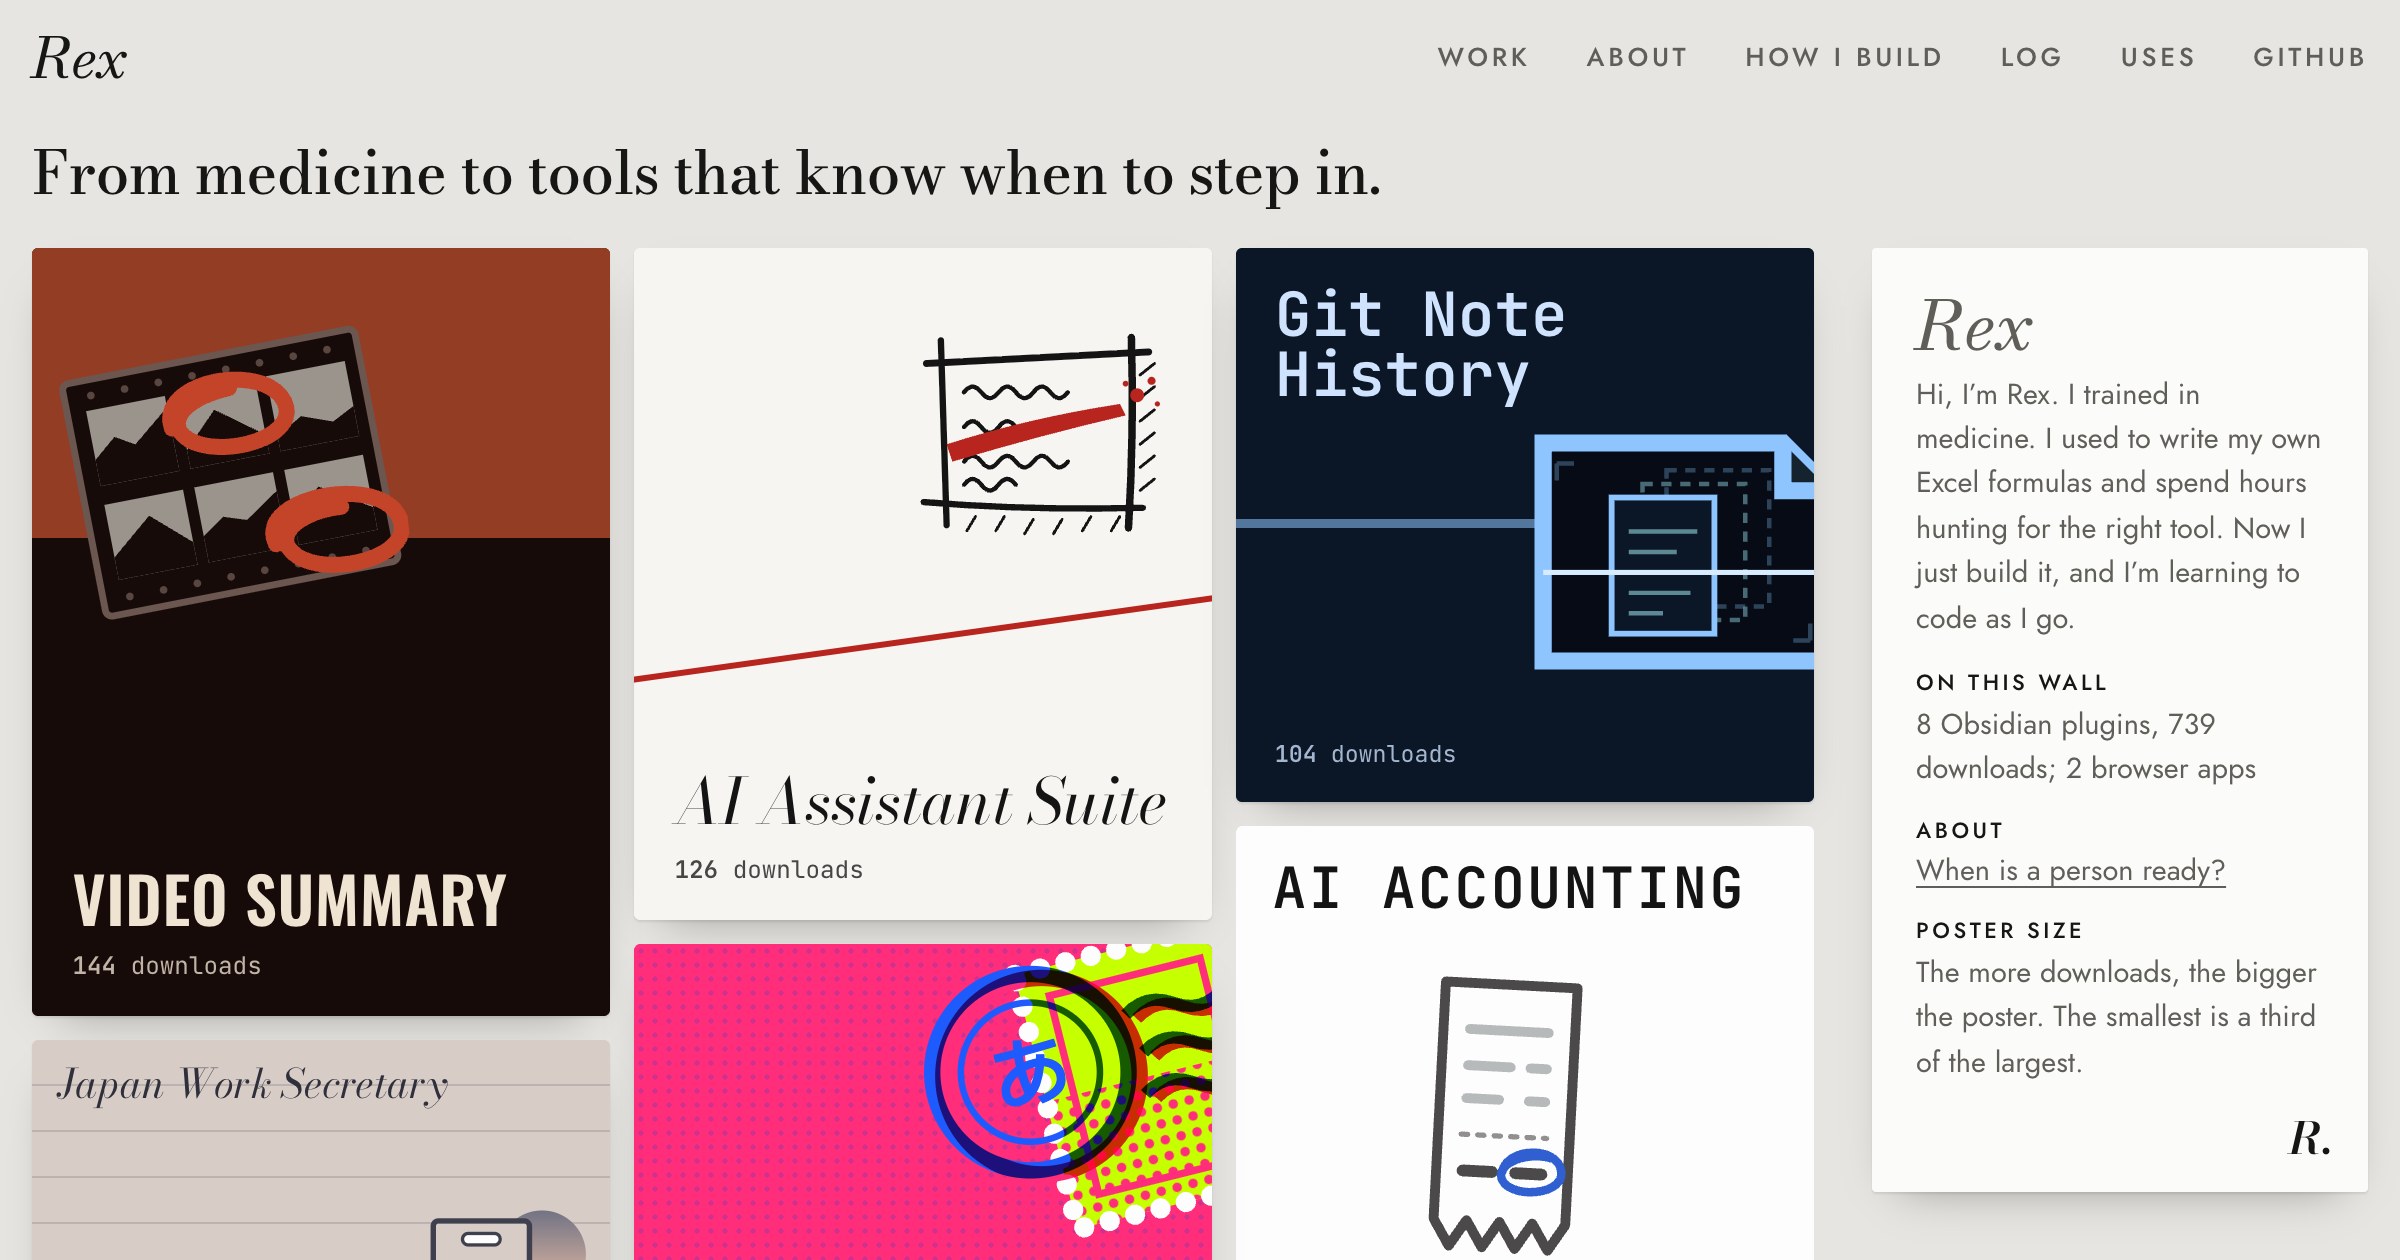 Rex
WORK ABOUT HOW I BUILD LOG USES GITHUB
From medicine to tools that know when to step in.
VIDEO SUMMARY
144 downloads
Japan Work Secretary
AI Assistant Suite
126 downloads
あ
Git Note
History
104 downloads
AI ACCOUNTING
Rex
Hi, I’m Rex. I trained in
medicine. I used to write my own
Excel formulas and spend hours
hunting for the right tool. Now I
just build it, and I’m learning to
code as I go.
ON THIS WALL
8 Obsidian plugins, 739
downloads; 2 browser apps
ABOUT
When is a person ready?
POSTER SIZE
The more downloads, the bigger
the poster. The smallest is a third
of the largest.
R.